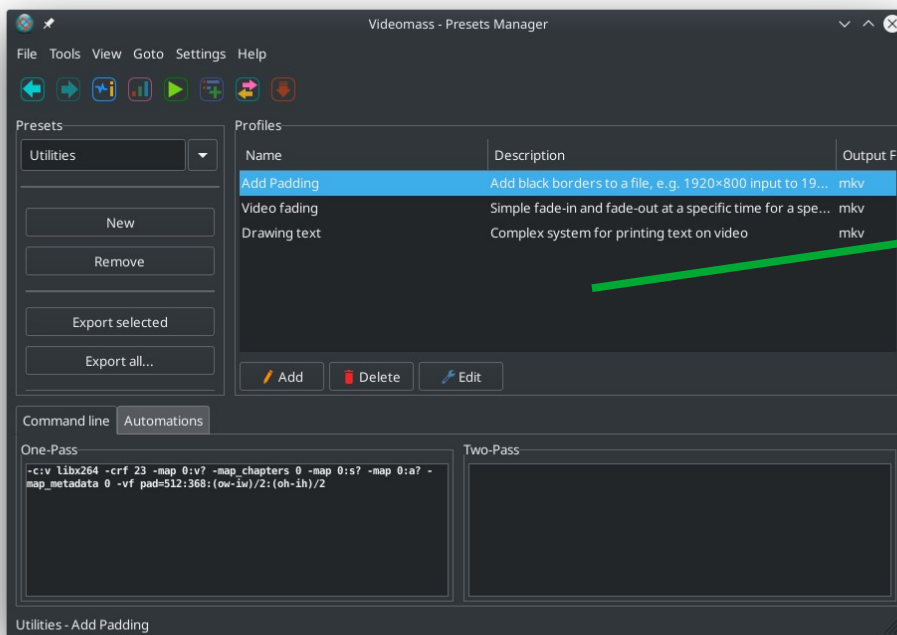 Videomass - Presets Manager
File Tools View Goto Settings Help
Presets
Utilities
New
Remove
Export selected
Export all...
Profiles
Name Description Output F
Add Padding Add black borders to a file, e.g. 1920×800 input to 19... mkv
Video fading Simple fade-in and fade-out at a specific time for a spe... mkv
Drawing text Complex system for printing text on video mkv
Add Delete Edit
Command line Automations
One-Pass
-c:v libx264 -crf 23 -map 0:v? -map_chapters 0 -map 0:s? -map 0:a? -
map_metadata 0 -vf pad=512:368:(ow-iw)/2:(oh-ih)/2
Two-Pass
Utilities - Add Padding